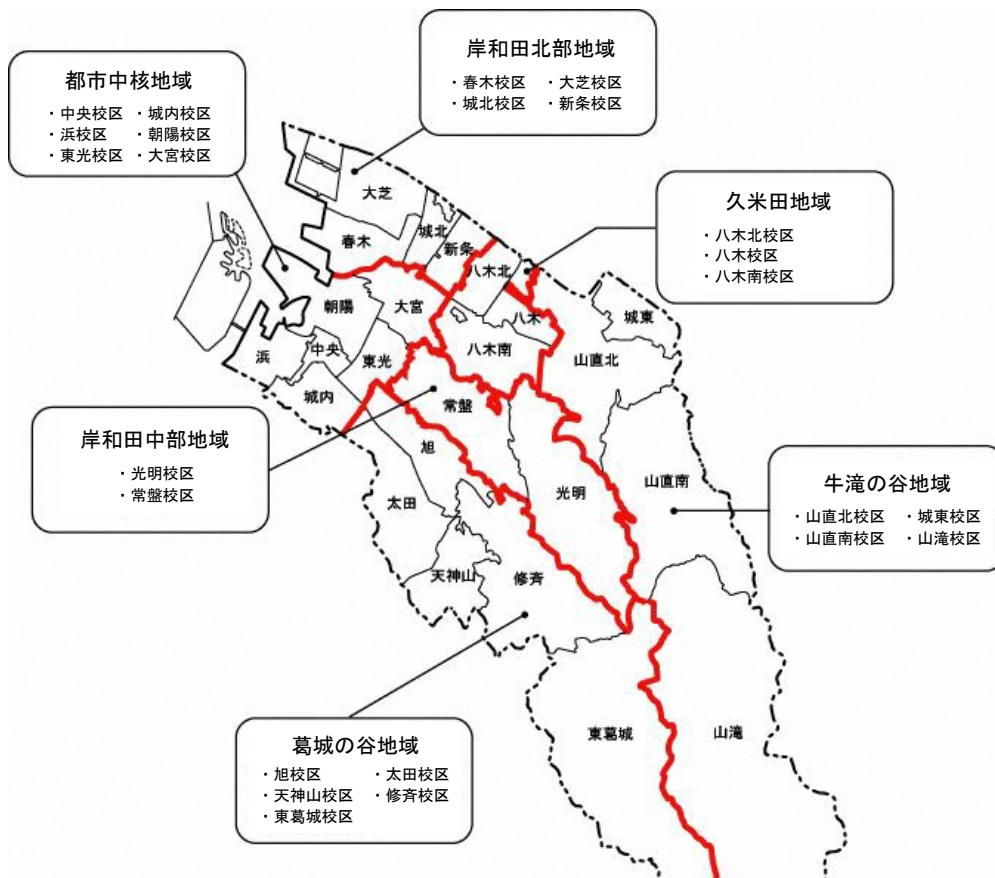 岸和田北部地域
・春木校区 ・大芝校区
・城北校区 ・新条校区
都市中核地域
・中央校区 ・城内校区
・浜校区 ・朝陽校区
・東光校区 ・大宮校区
久米田地域
・八木北校区
・八木校区
・八木南校区
大芝
城北
春木
新条
八木北
朝陽
大宮
八木
城東
浜
中央
東光
八木南
山直北
城内
常盤
岸和田中部地域
・光明校区
・常盤校区
旭
太田
光明
山直南
牛滝の谷地域
・山直北校区 ・城東校区
・山直南校区 ・山滝校区
天神山
修斉
東葛城
山滝
葛城の谷地域
・旭校区 ・太田校区
・天神山校区 ・修斉校区
・東葛城校区